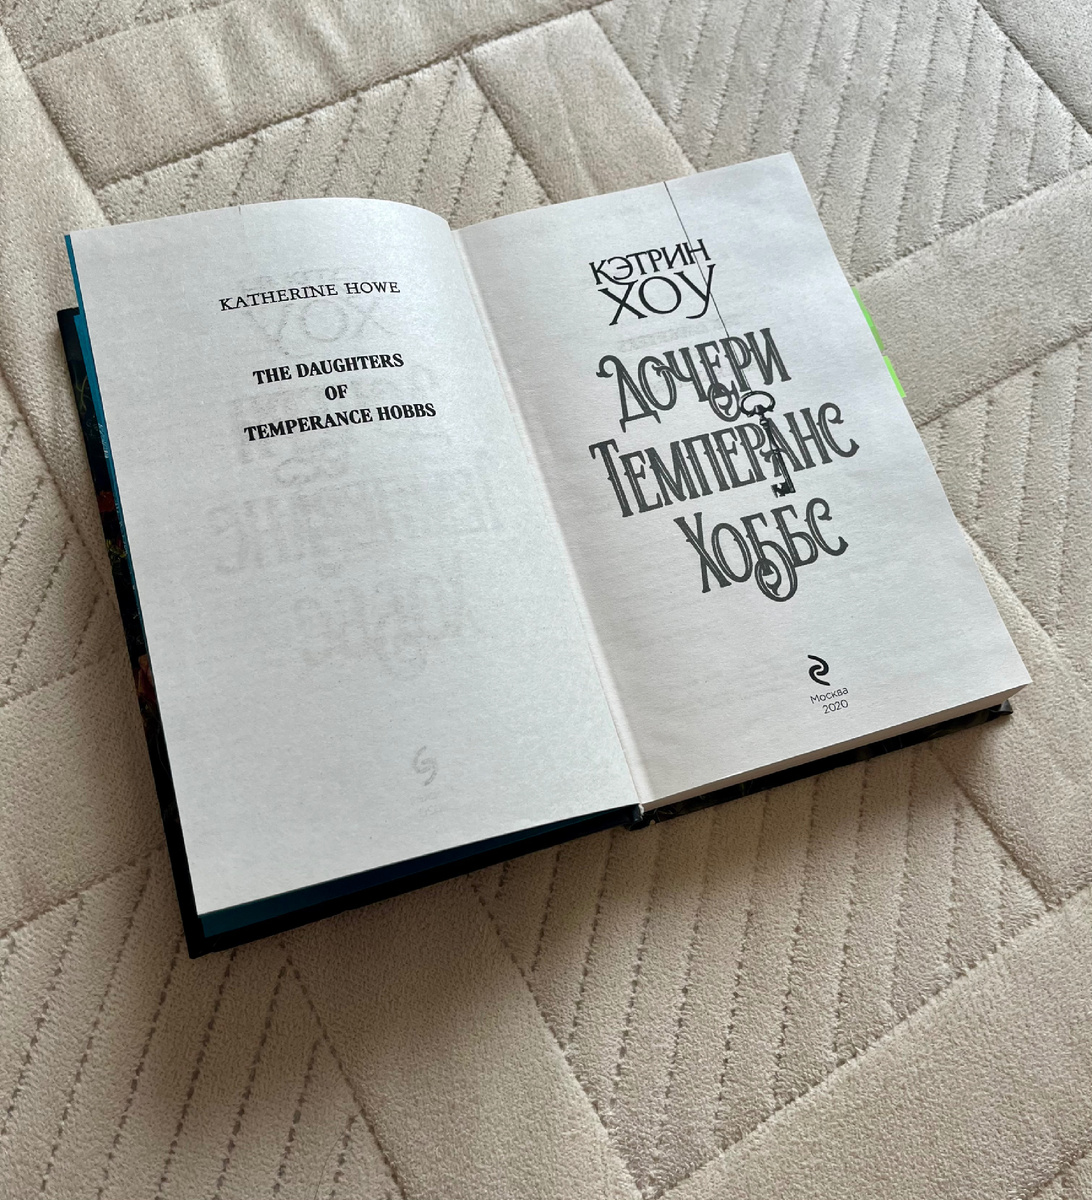 KATHERINE HOWE
THE DAUGHTERS
OF
TEMPERANCE HOBBS
КЭТРИН
ХОУ
ДОЧЕРИ
ТЕМПЕРАНС
ХОББС
Москва
2020